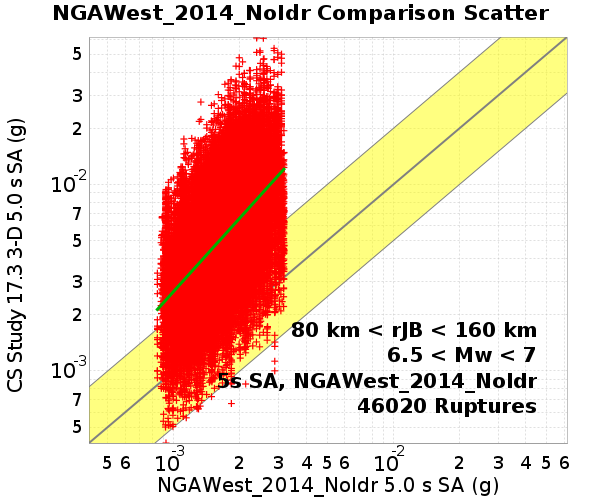 NGAWest_2014_NoIdr Comparison Scatter
CS Study 17.3 3-D 5.0 s SA (g)
5
3
2
10^-2
7
5
3
2
10^-3
7
5
80 km < rJB < 160 km
6.5 < Mw < 7
5s SA, NGAWest_2014_NoIdr
46020 Ruptures
5 6 10^-3 2 3 4 5 6 10^-2 2 3 4 5 6
NGAWest_2014_NoIdr 5.0 s SA (g)